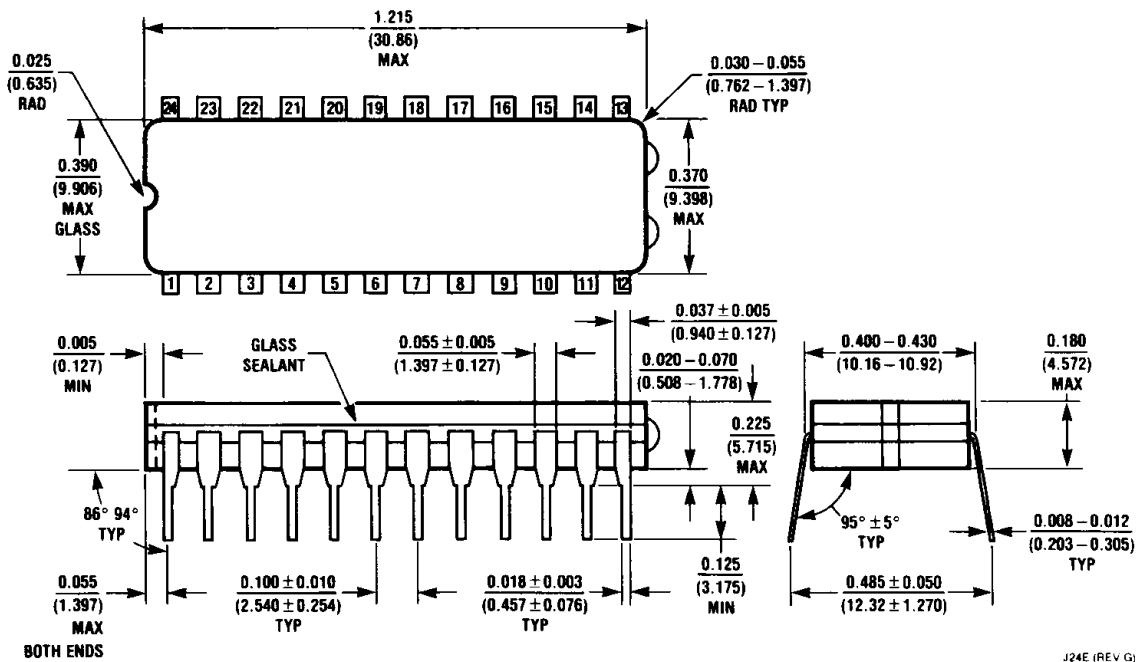 1.215
(30.86)
MAX
0.025
(0.635)
RAD
0.030 – 0.055
(0.762 – 1.397)
RAD TYP
24 23 22 21 20 19 18 17 16 15 14 13
0.390
(9.906)
MAX
GLASS
0.370
(9.398)
MAX
1 2 3 4 5 6 7 8 9 10 11 12
0.005
(0.127)
MIN
GLASS
SEALANT
0.055 ± 0.005
(1.397 ± 0.127)
0.037 ± 0.005
(0.940 ± 0.127)
0.020 – 0.070
(0.508 – 1.778)
0.225
(5.715)
MAX
0.400 – 0.430
(10.16 – 10.92)
0.180
(4.572)
MAX
86° 94°
TYP
95° ± 5°
TYP
0.008 – 0.012
(0.203 – 0.305)
TYP
0.055
(1.397)
MAX
BOTH ENDS
0.100 ± 0.010
(2.540 ± 0.254)
TYP
0.018 ± 0.003
(0.457 ± 0.076)
TYP
0.125
(3.175)
MIN
0.485 ± 0.050
(12.32 ± 1.270)
J24E (REV G)